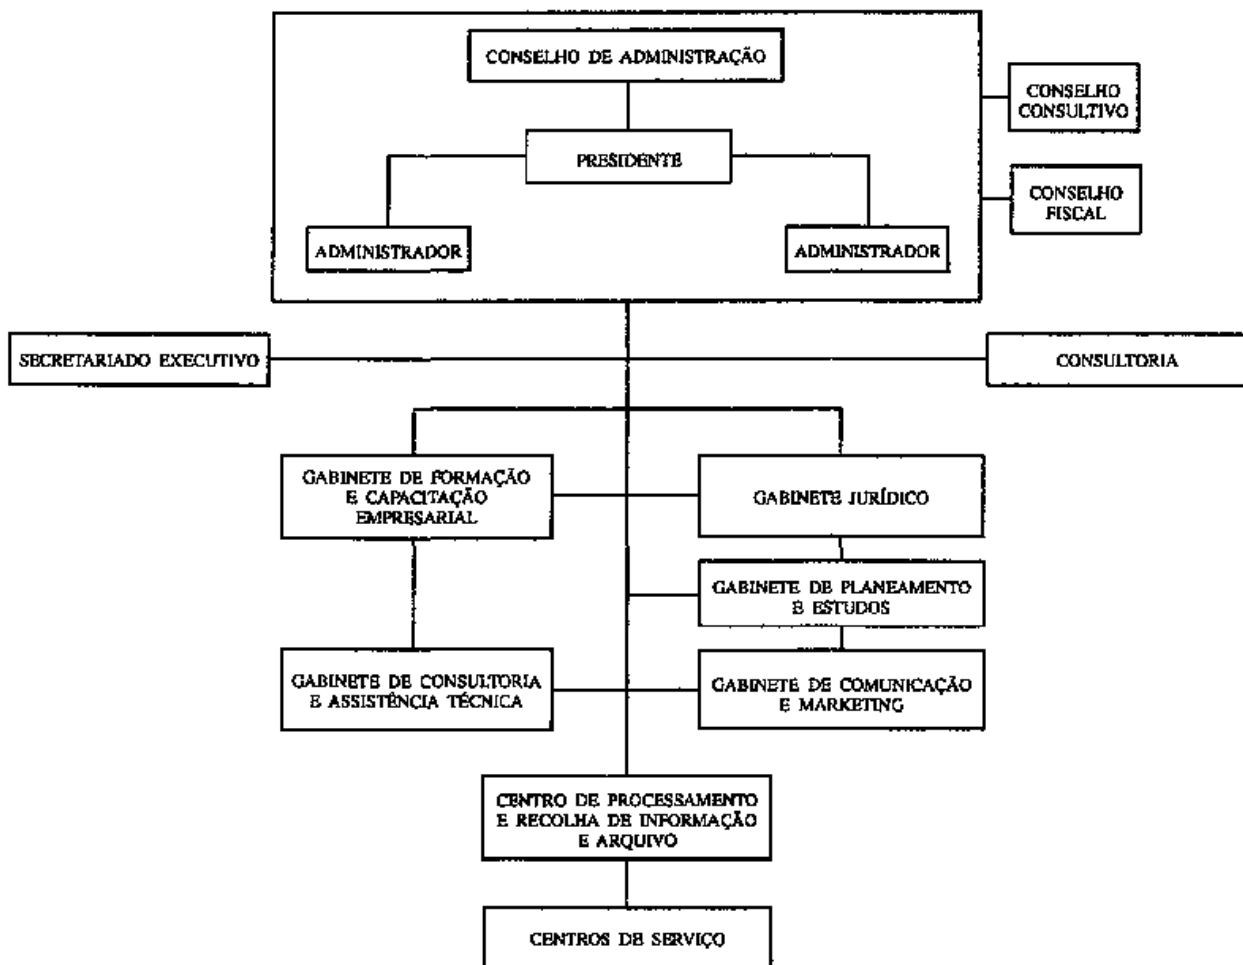 CONSELHO DE ADMINISTRAÇÃO
CONSELHO
CONSULTIVO
PRESIDENTE
CONSELHO
FISCAL
ADMINISTRADOR
ADMINISTRADOR
SECRETARIADO EXECUTIVO
CONSULTORIA
GABINETE DE FORMAÇÃO
E CAPACITAÇÃO
EMPRESARIAL
GABINETE JURÍDICO
GABINETE DE PLANEAMENTO
E ESTUDOS
GABINETE DE CONSULTORIA
E ASSISTÊNCIA TÉCNICA
GABINETE DE COMUNICAÇÃO
E MARKETING
CENTRO DE PROCESSAMENTO
E RECOLHA DE INFORMAÇÃO
E ARQUIVO
CENTROS DE SERVIÇO